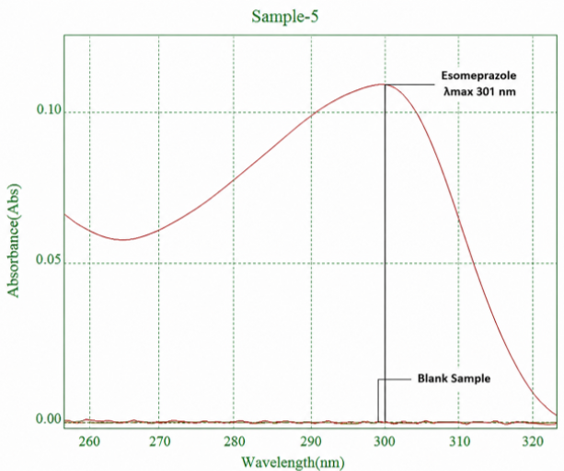 Sample-5
Esomeprazole
λmax 301 nm
0.10
Absorbance(Abs)
0.05
Blank Sample
0.00
260 270 280 290 300 310 320
Wavelength(nm)